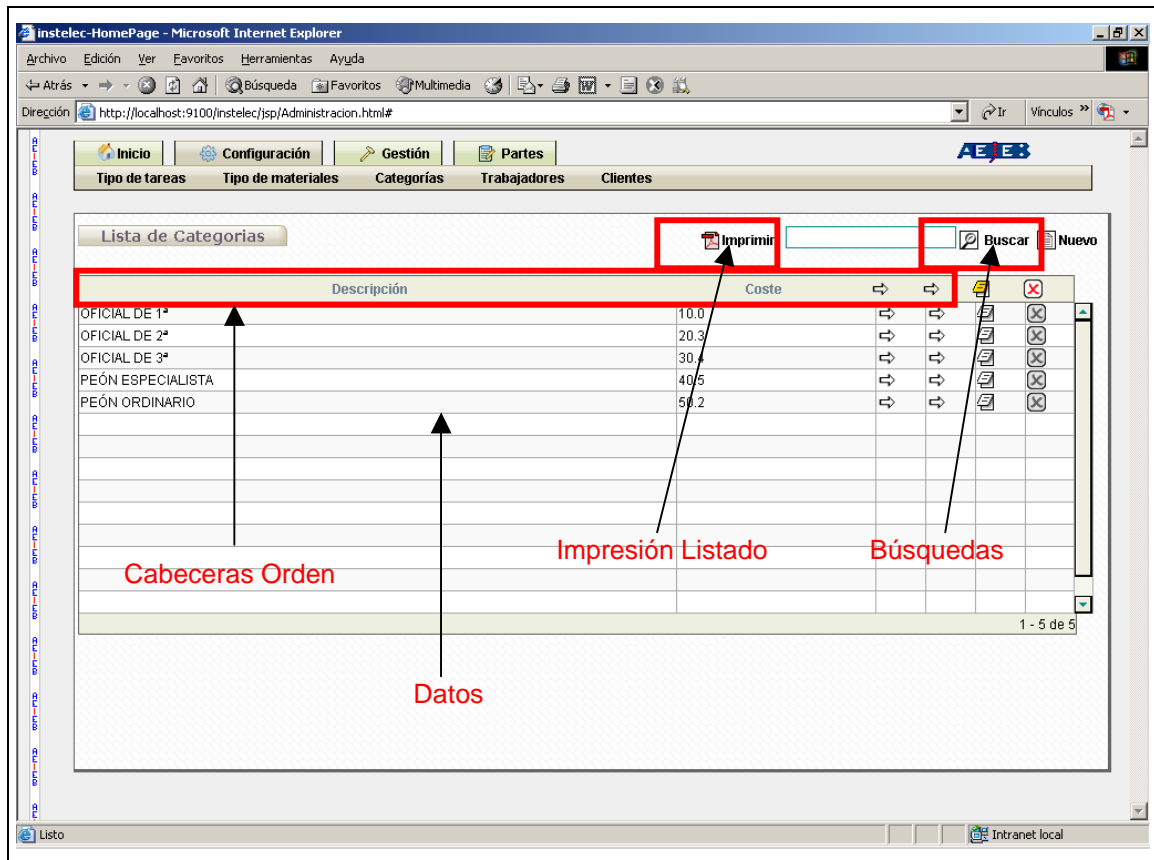 instelec-HomePage - Microsoft Internet Explorer
Archivo Edición Ver Favoritos Herramientas Ayuda
Atrás Búsqueda Favoritos Multimedia
Dirección http://localhost:9100/instelec/jsp/Administracion.html# Ir Vínculos »
Inicio Configuración Gestión Partes
Tipo de tareas Tipo de materiales Categorías Trabajadores Clientes
Lista de Categorias Imprimir Buscar Nuevo
Descripción Coste
OFICIAL DE 1ª 10.0
OFICIAL DE 2ª 20.3
OFICIAL DE 3ª 30.4
PEÓN ESPECIALISTA 40.5
PEÓN ORDINARIO 50.2
Impresión Listado Búsquedas
Cabeceras Orden
1 - 5 de 5
Datos
Listo Intranet local